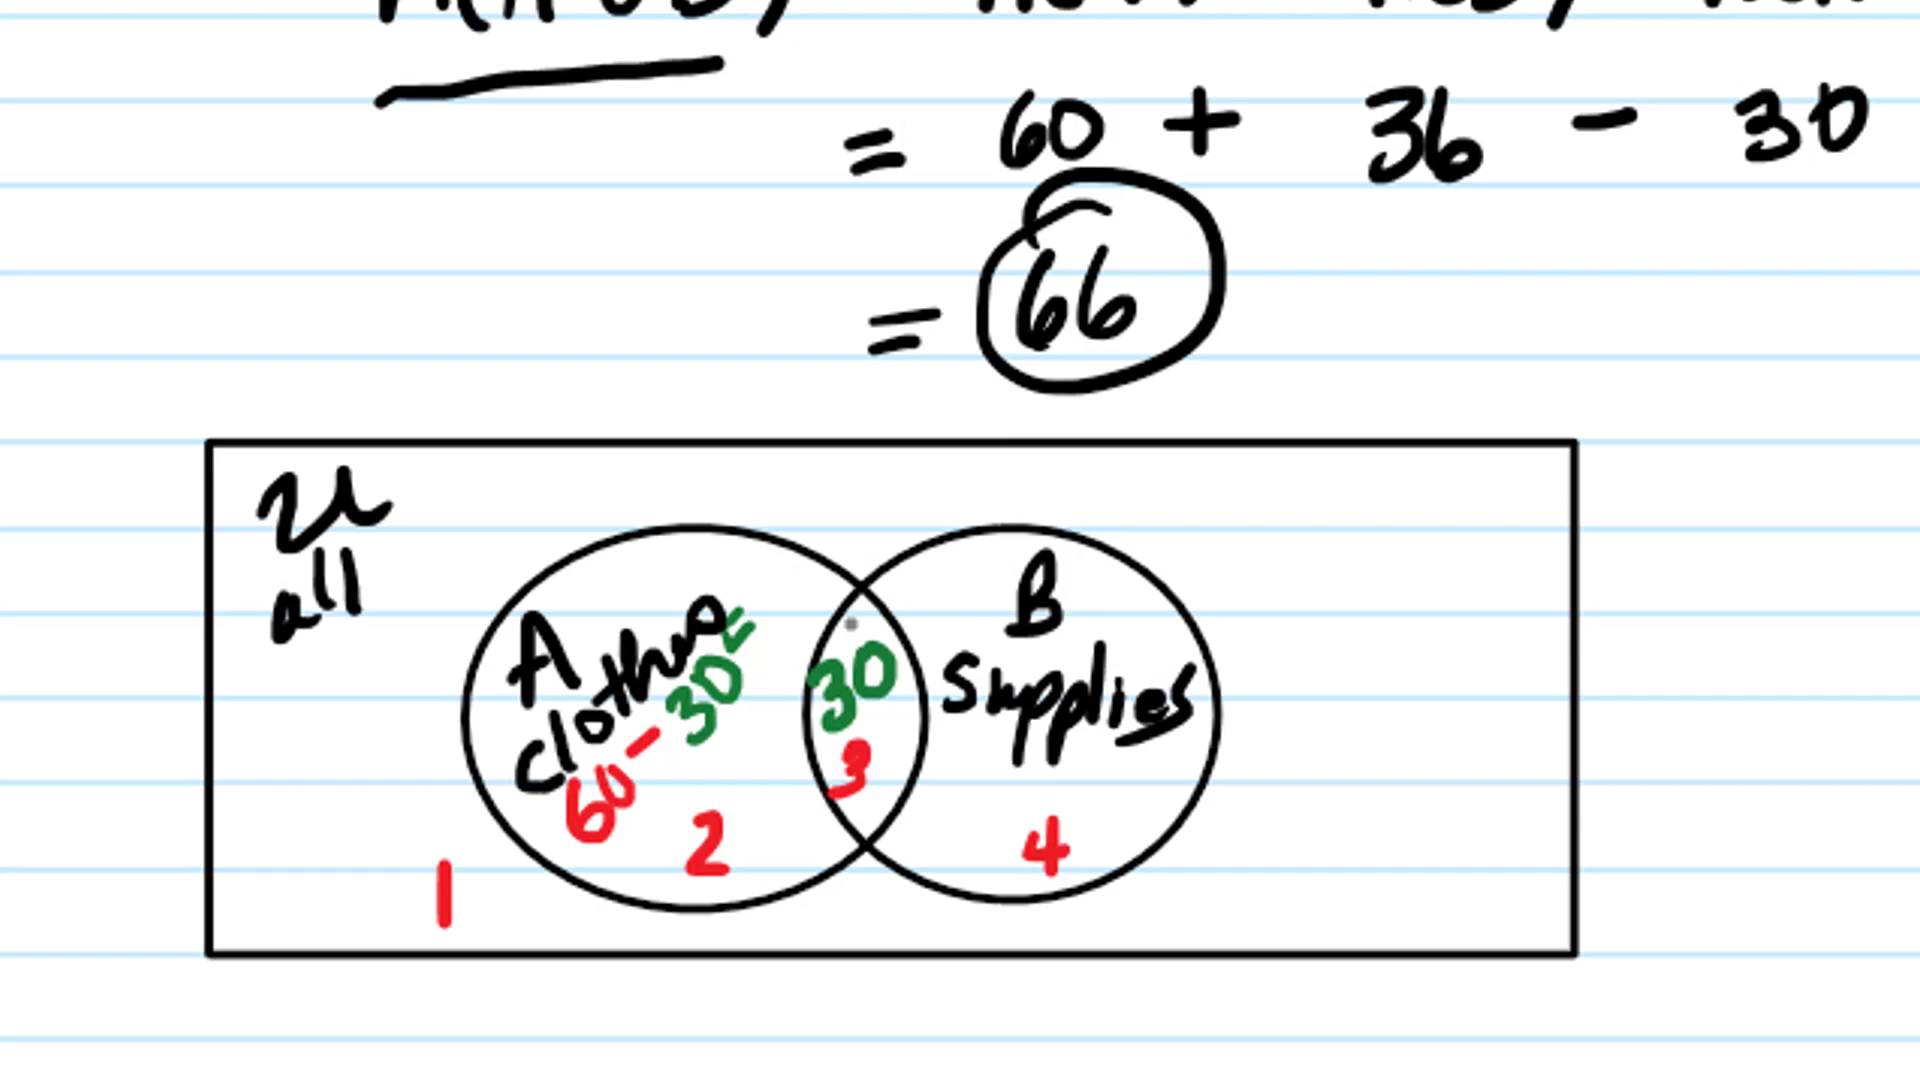 = 60 + 36 - 30
= 66
U
all
A
B
clothes
supplies
60 - 30 =
30
3
2
4
1